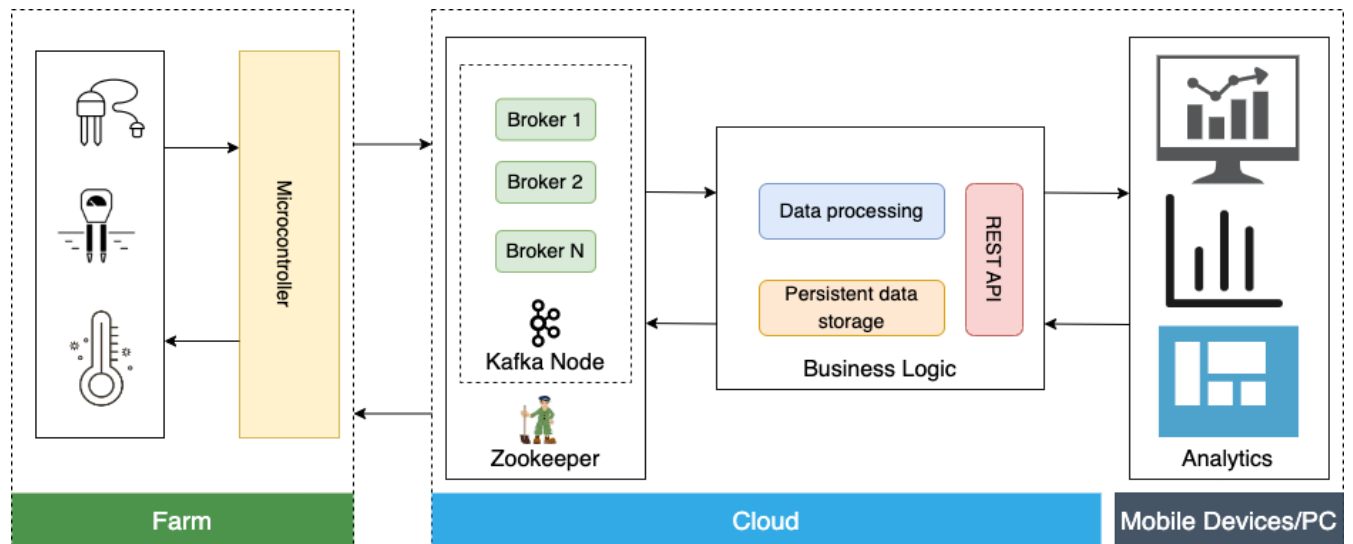 Microcontroller
Broker 1
Broker 2
Broker N
Kafka Node
Zookeeper
Data processing
Persistent data
storage
REST API
Business Logic
Analytics
Farm
Cloud
Mobile Devices/PC